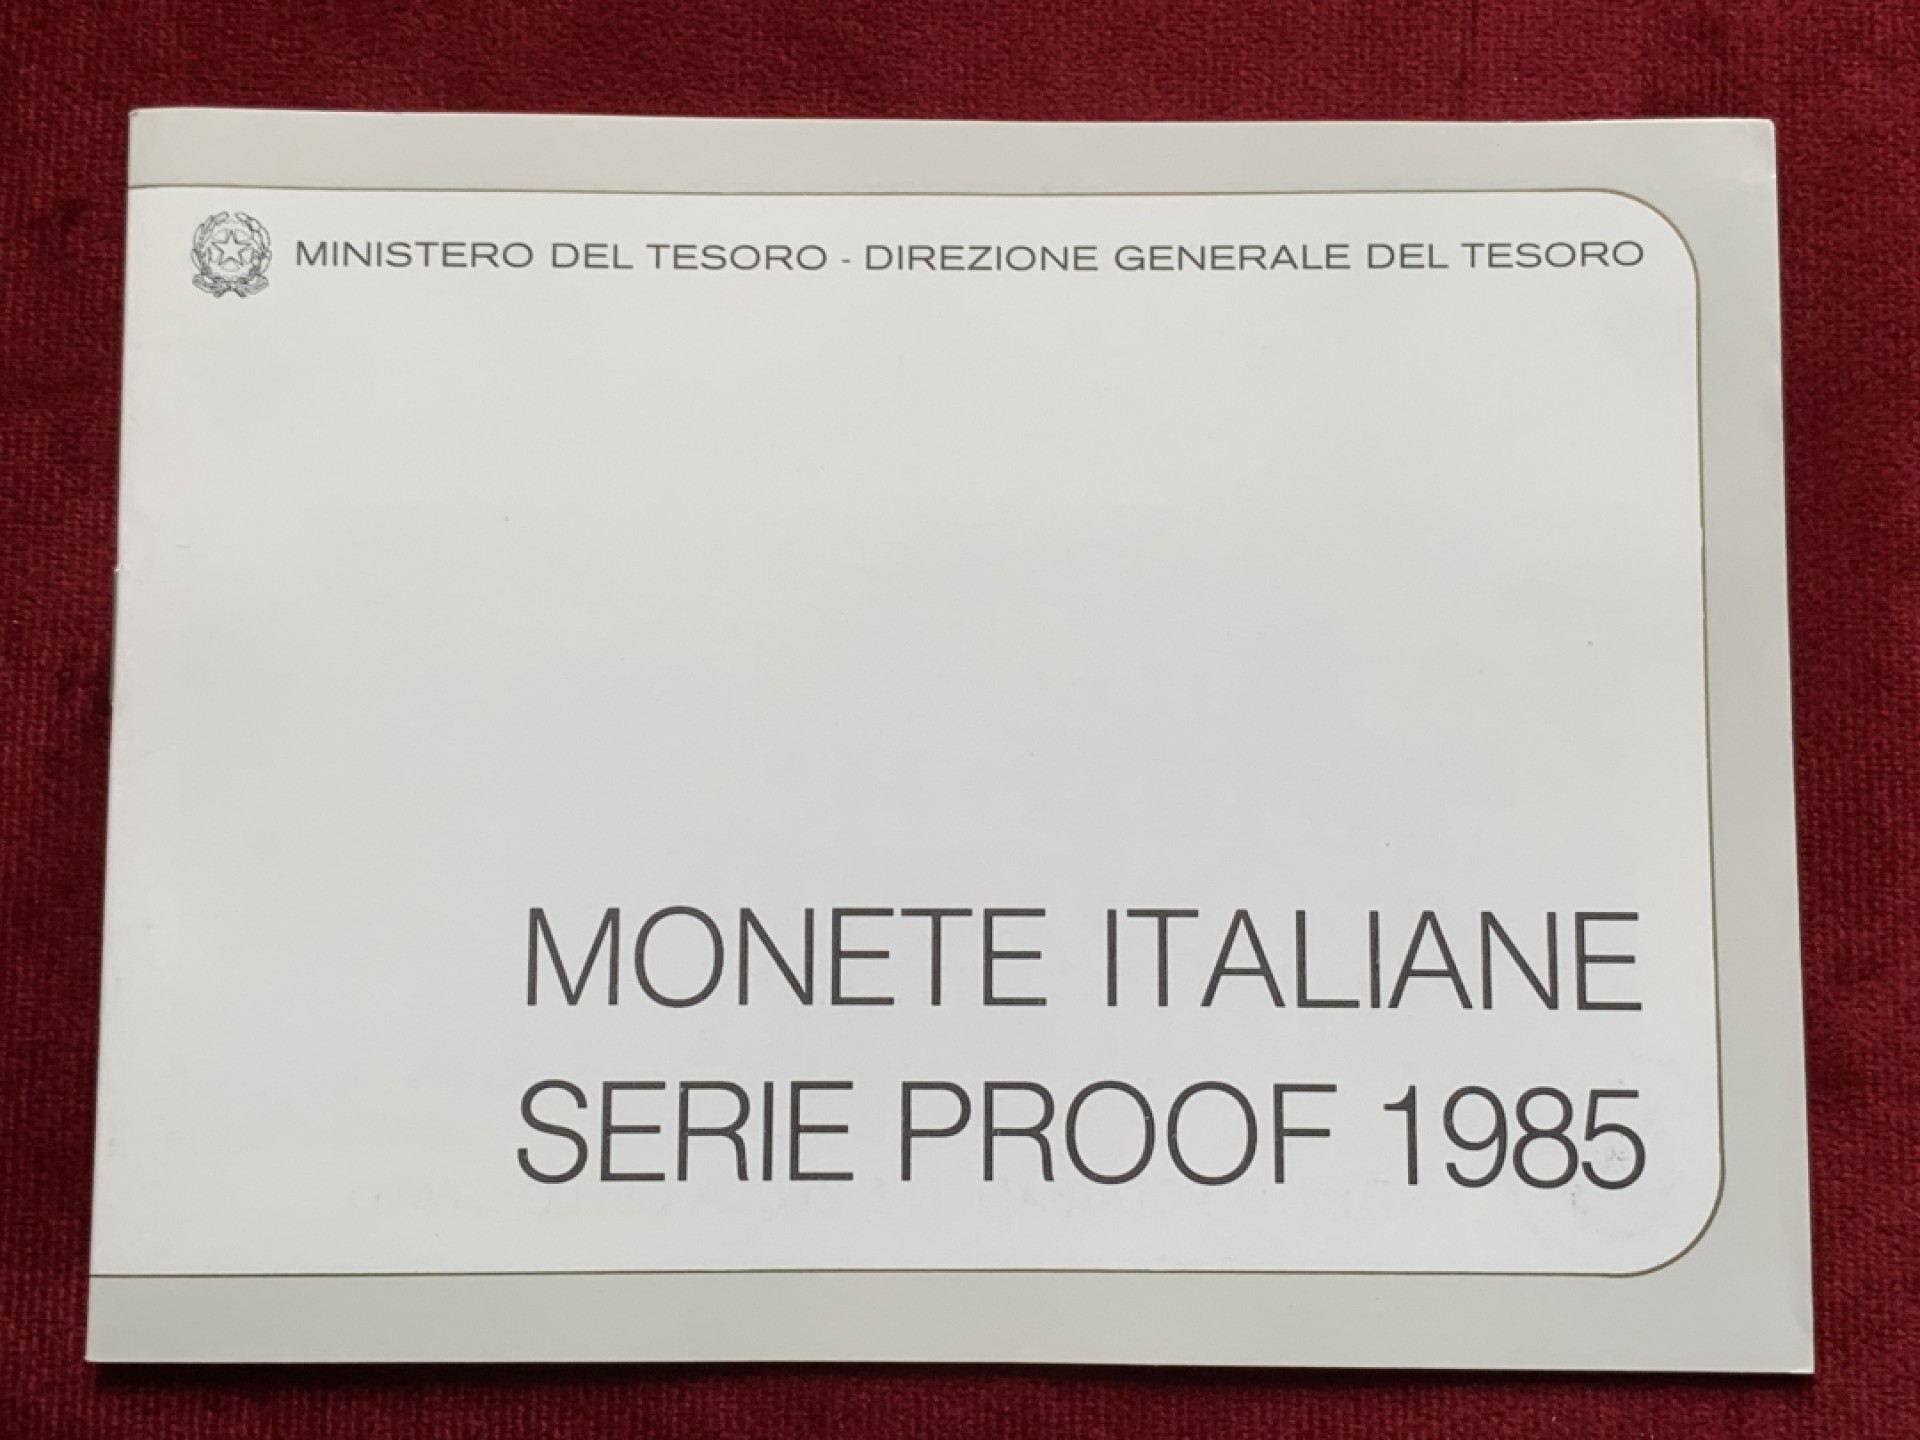 MINISTERO DEL TESORO - DIREZIONE GENERALE DEL TESORO
MONETE ITALIANE
SERIE PROOF 1985